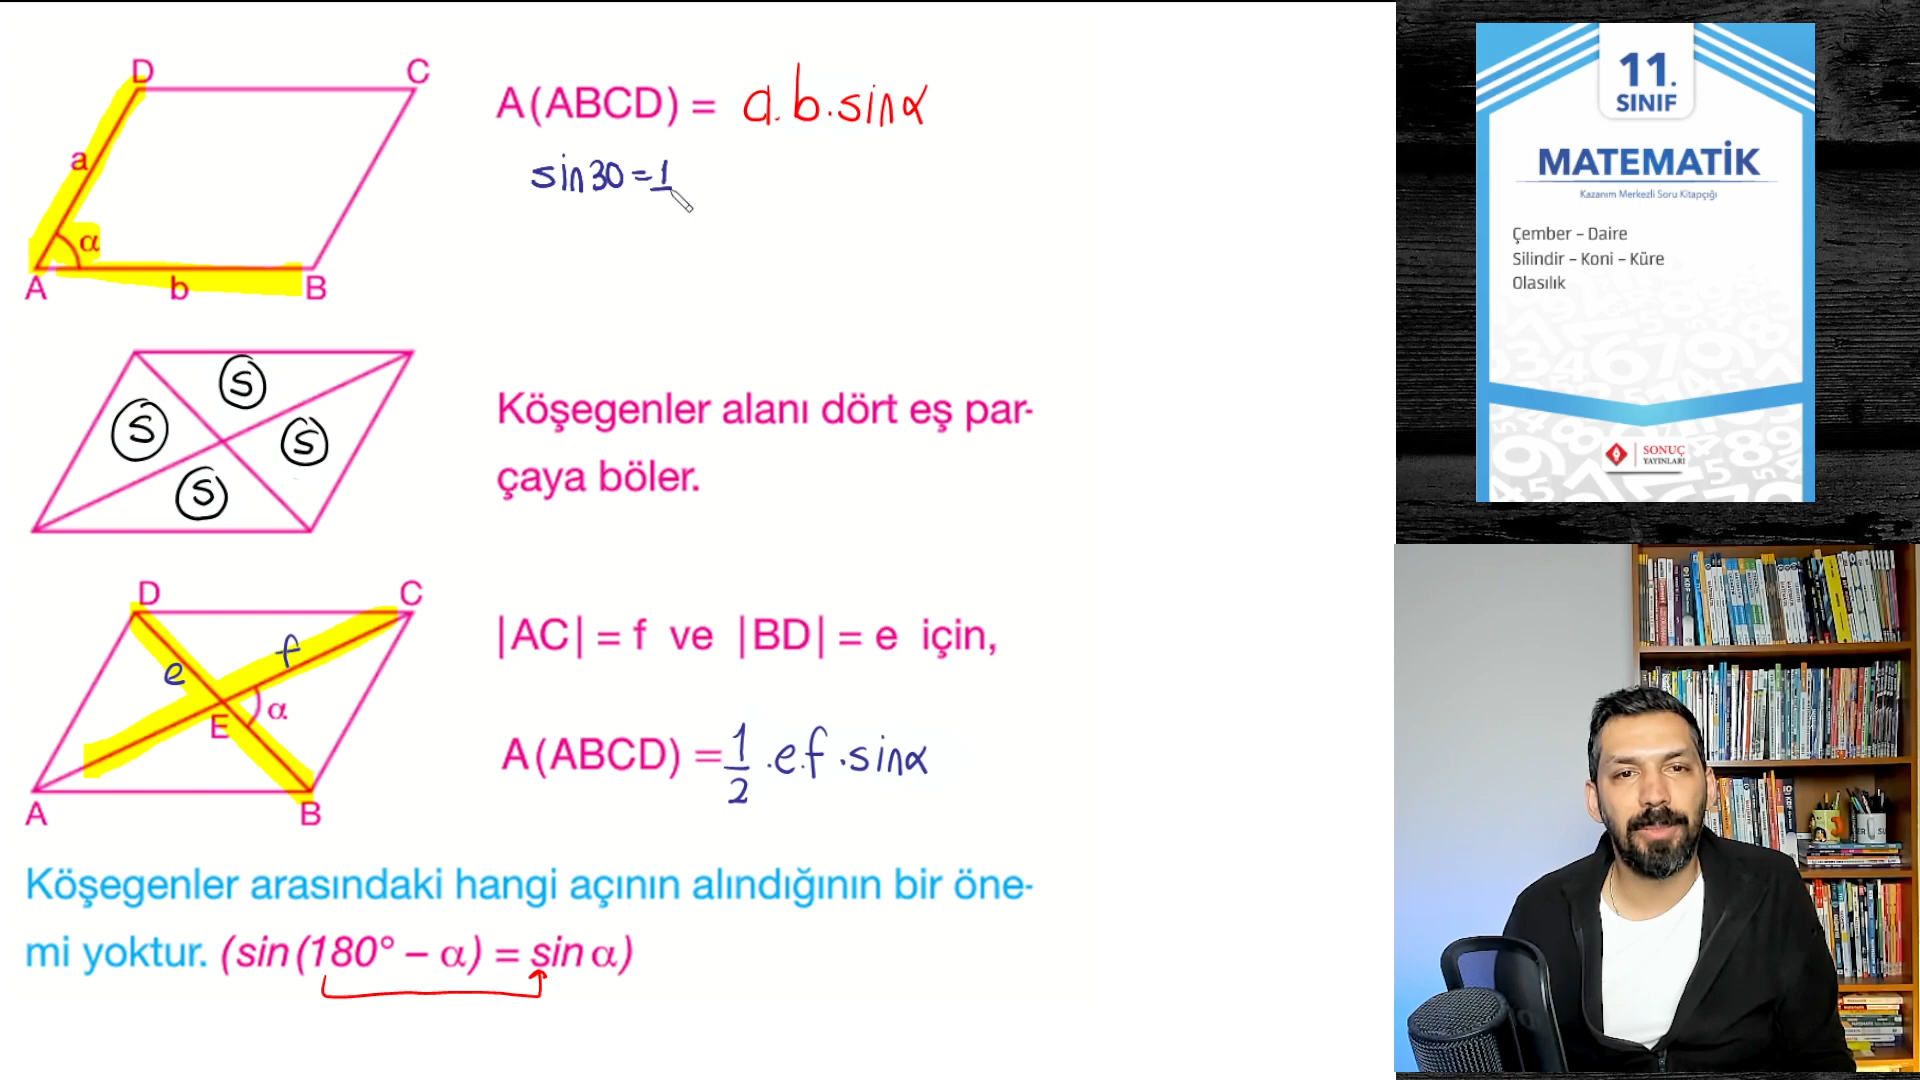 D C
A(ABCD) = a.b.sinα
a
sin30=1
α
A b B
S
S
S
S
Köşegenler alanı dört eş par-
çaya böler.
D C
e f
E α
A B
|AC| = f ve |BD| = e için,
A(ABCD) = 1/2 .e.f.sinα
Köşegenler arasındaki hangi açının alındığının bir öne-
mi yoktur. (sin(180° – α) = sin α)
11.
SINIF
MATEMATİK
Kazanım Merkezli Soru Kitapçığı
Çember – Daire
Silindir – Koni – Küre
Olasılık
SONUÇ
YAYINLARI